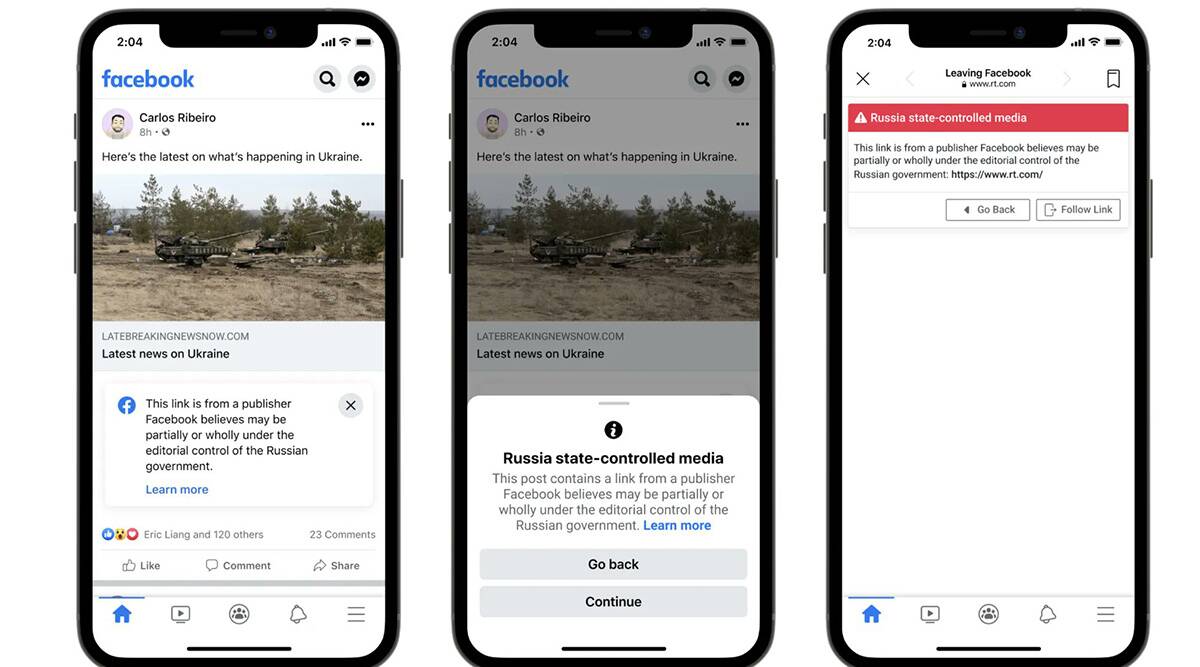 2:04
facebook
Carlos Ribeiro
8h ·
Here's the latest on what's happening in Ukraine.
LATEBREAKINGNEWSNOW.COM
Latest news on Ukraine
This link is from a publisher
Facebook believes may be
partially or wholly under the
editorial control of the Russian
government.
Learn more
Eric Liang and 120 others
23 Comments
Like
Comment
Share
2:04
facebook
Carlos Ribeiro
8h ·
Here's the latest on what's happening in Ukraine.
LATEBREAKINGNEWSNOW.COM
Latest news on Ukraine
Russia state-controlled media
This post contains a link from a publisher
Facebook believes may be partially or
wholly under the editorial control of the
Russian government. Learn more
Go back
Continue
2:04
Leaving Facebook
www.rt.com
Russia state-controlled media
This link is from a publisher Facebook believes may be
partially or wholly under the editorial control of the
Russian government: https://www.rt.com/
Go Back
Follow Link